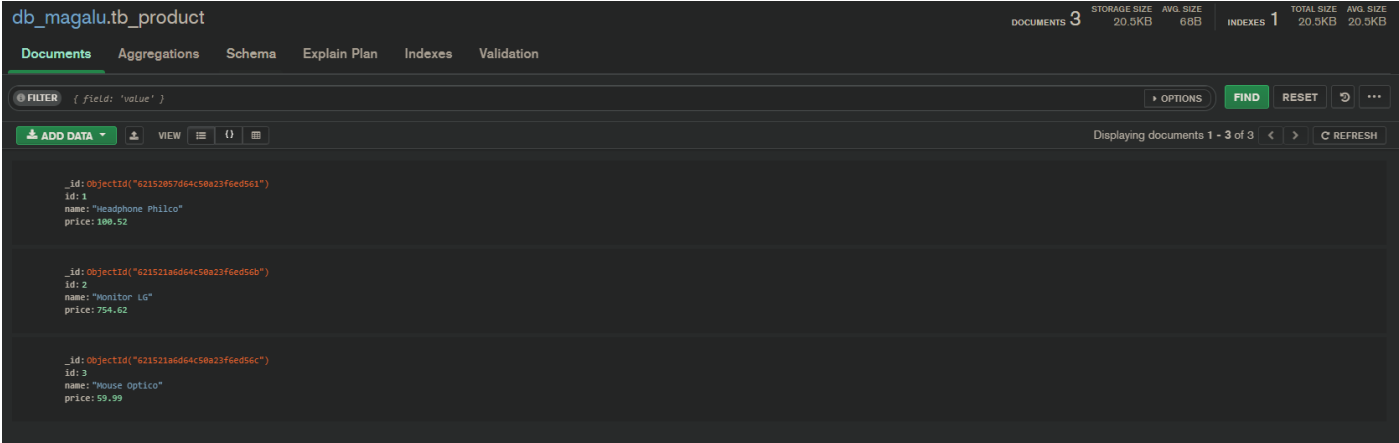 db_magalu.tb_product
DOCUMENTS 3 STORAGE SIZE 20.5KB AVG. SIZE 68B INDEXES 1 TOTAL SIZE 20.5KB AVG. SIZE 20.5KB
Documents Aggregations Schema Explain Plan Indexes Validation
FILTER { field: 'value' } OPTIONS FIND RESET ...
ADD DATA VIEW {} Displaying documents 1 - 3 of 3 < > REFRESH
_id: ObjectId("62152057d64c50a23f6ed561")
id: 1
name: "Headphone Philco"
price: 100.52
_id: ObjectId("621521a6d64c50a23f6ed56b")
id: 2
name: "Monitor LG"
price: 754.62
_id: ObjectId("621521a6d64c50a23f6ed56c")
id: 3
name: "Mouse Optico"
price: 59.99